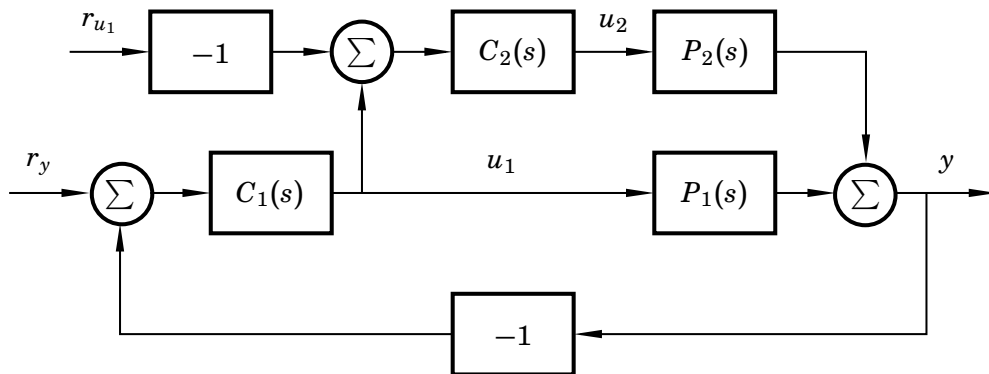 r_{u_1} −1 ∑ C_2(s) u_2 P_2(s)
r_y ∑ C_1(s) u_1 P_1(s) ∑ y
−1